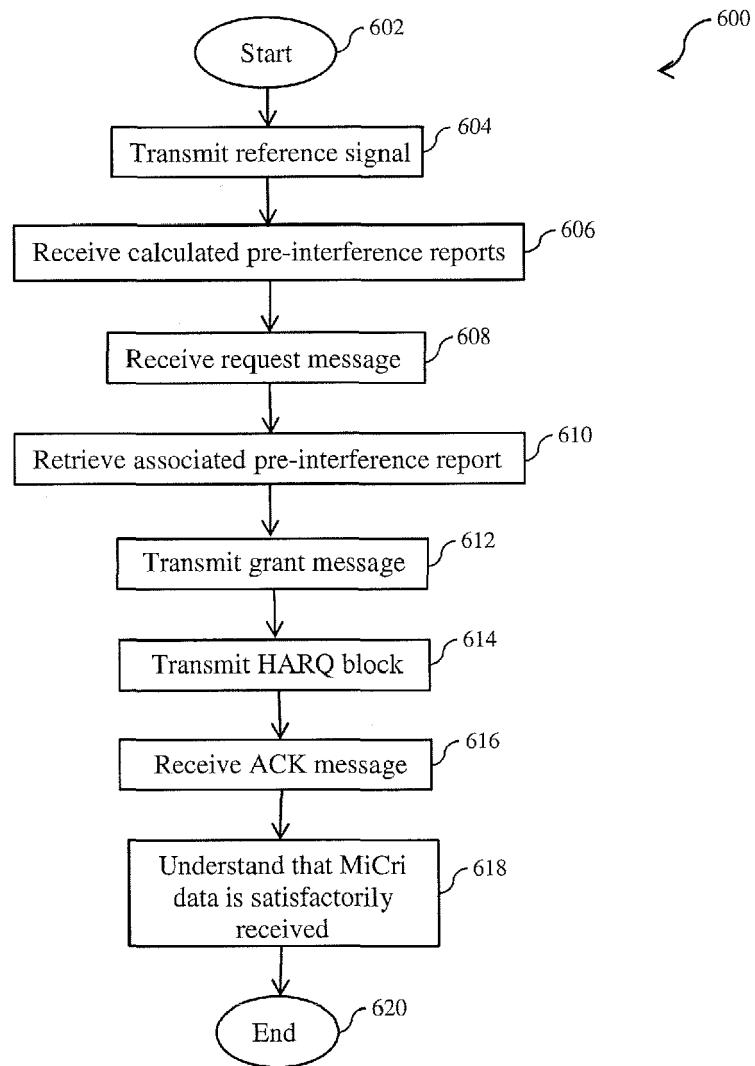 600
602
Start
604
Transmit reference signal
606
Receive calculated pre-interference reports
608
Receive request message
610
Retrieve associated pre-interference report
612
Transmit grant message
614
Transmit HARQ block
616
Receive ACK message
618
Understand that MiCri
data is satisfactorily
received
620
End